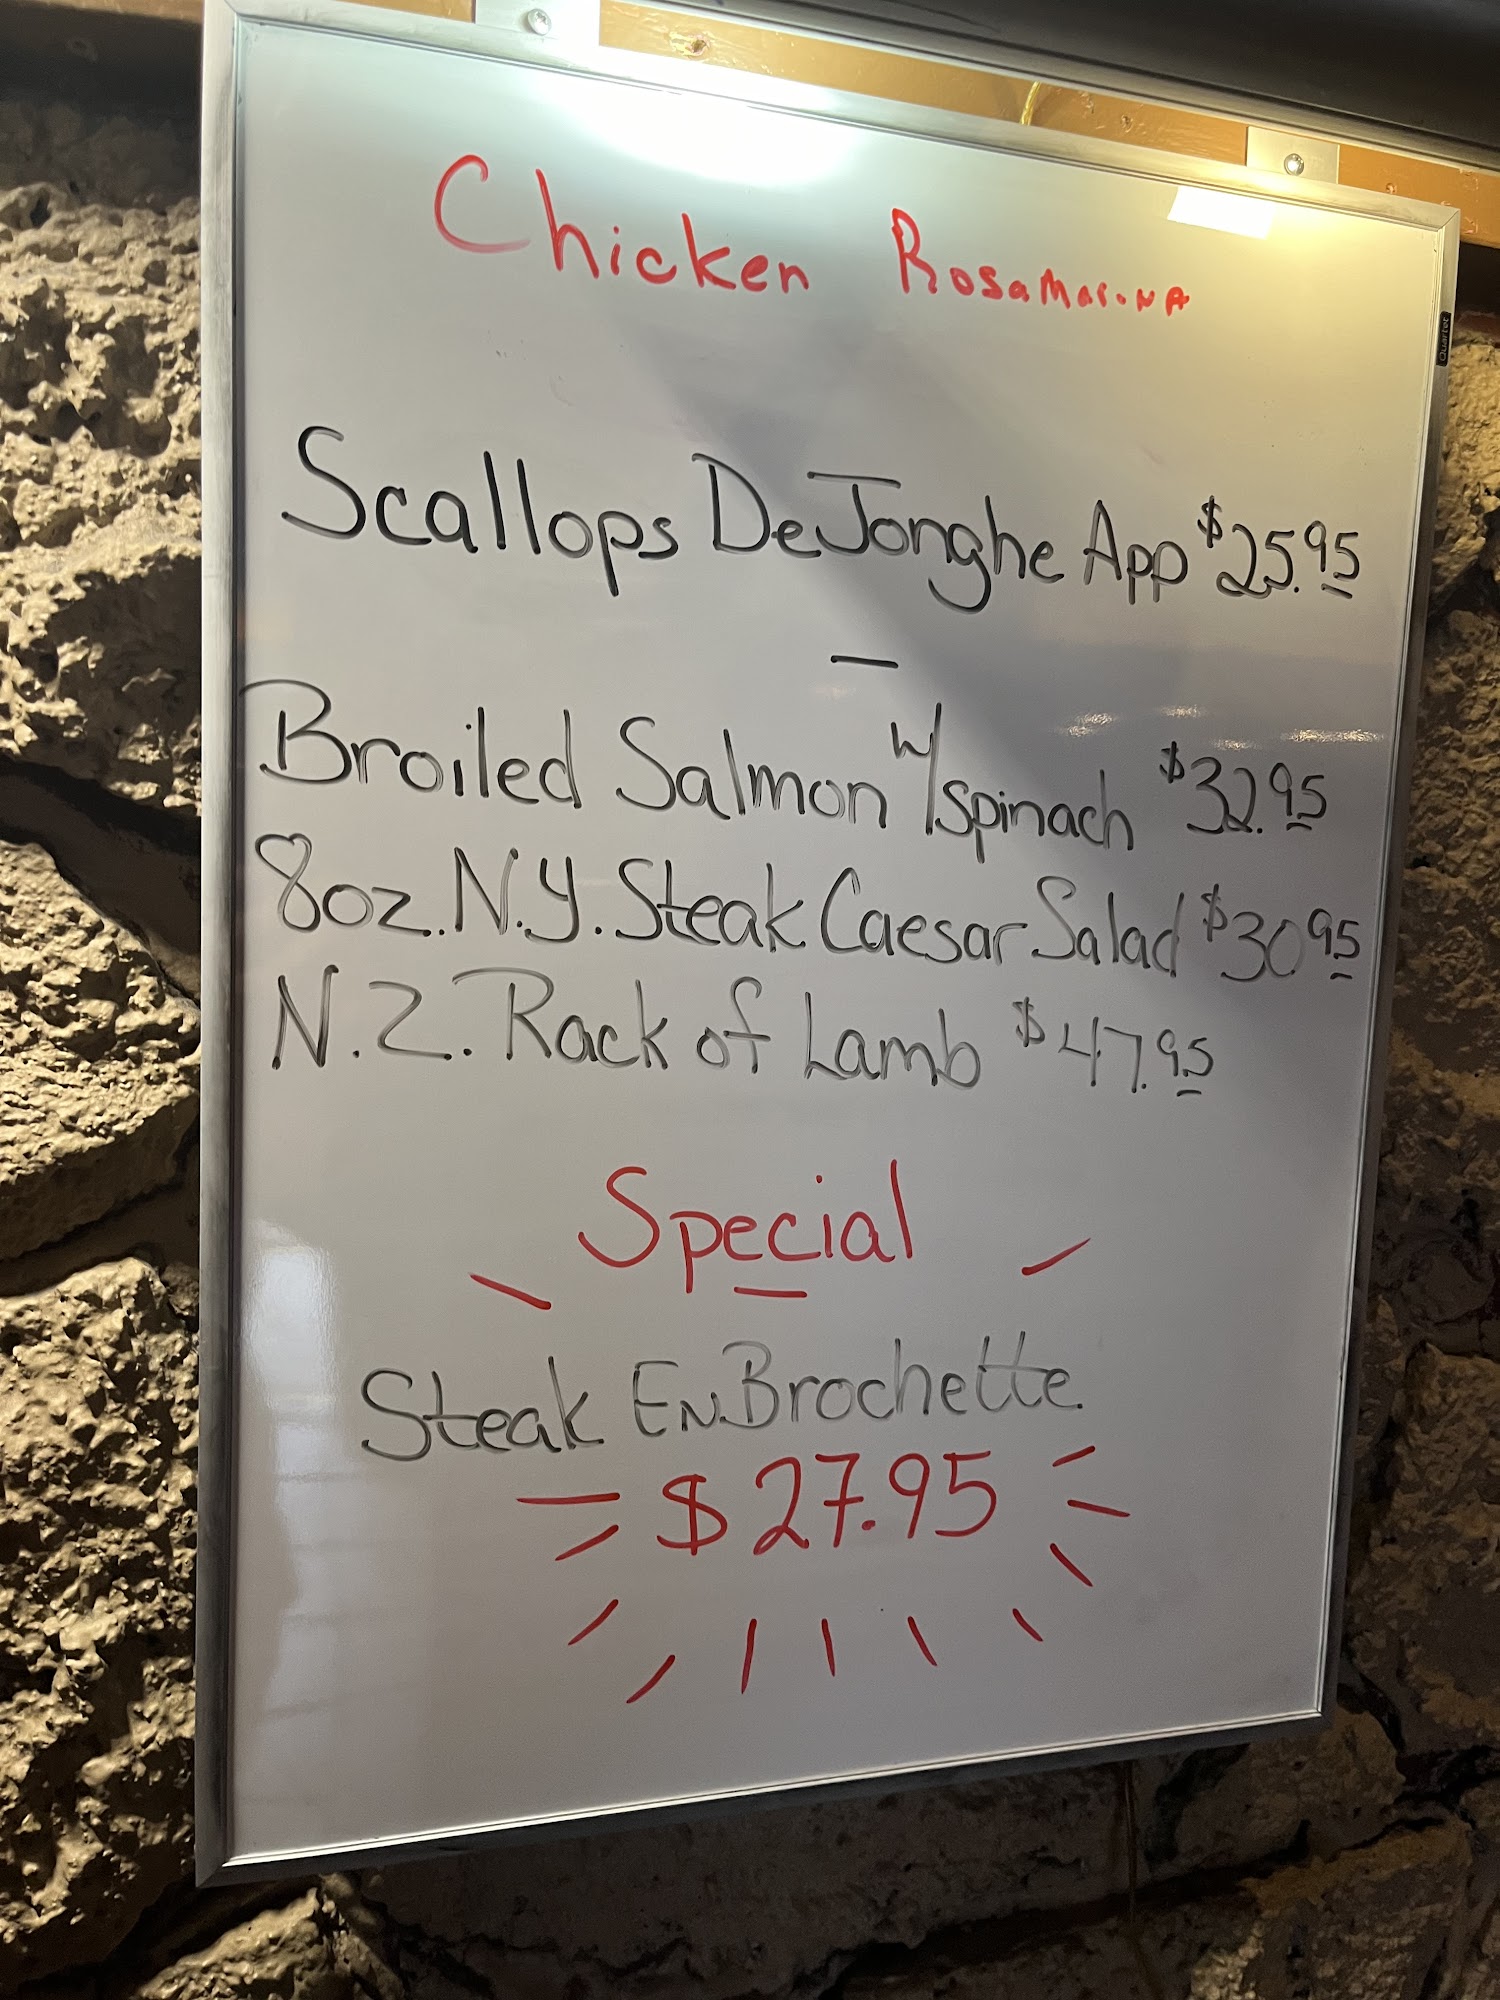 Chicken Rosamarina
Scallops DeJonghe App $25.95
Broiled Salmon w/spinach $32.95
8oz. N.Y. Steak Caesar Salad $30.95
N.Z. Rack of Lamb $47.95
Special
Steak En Brochette
$27.95
Quartet